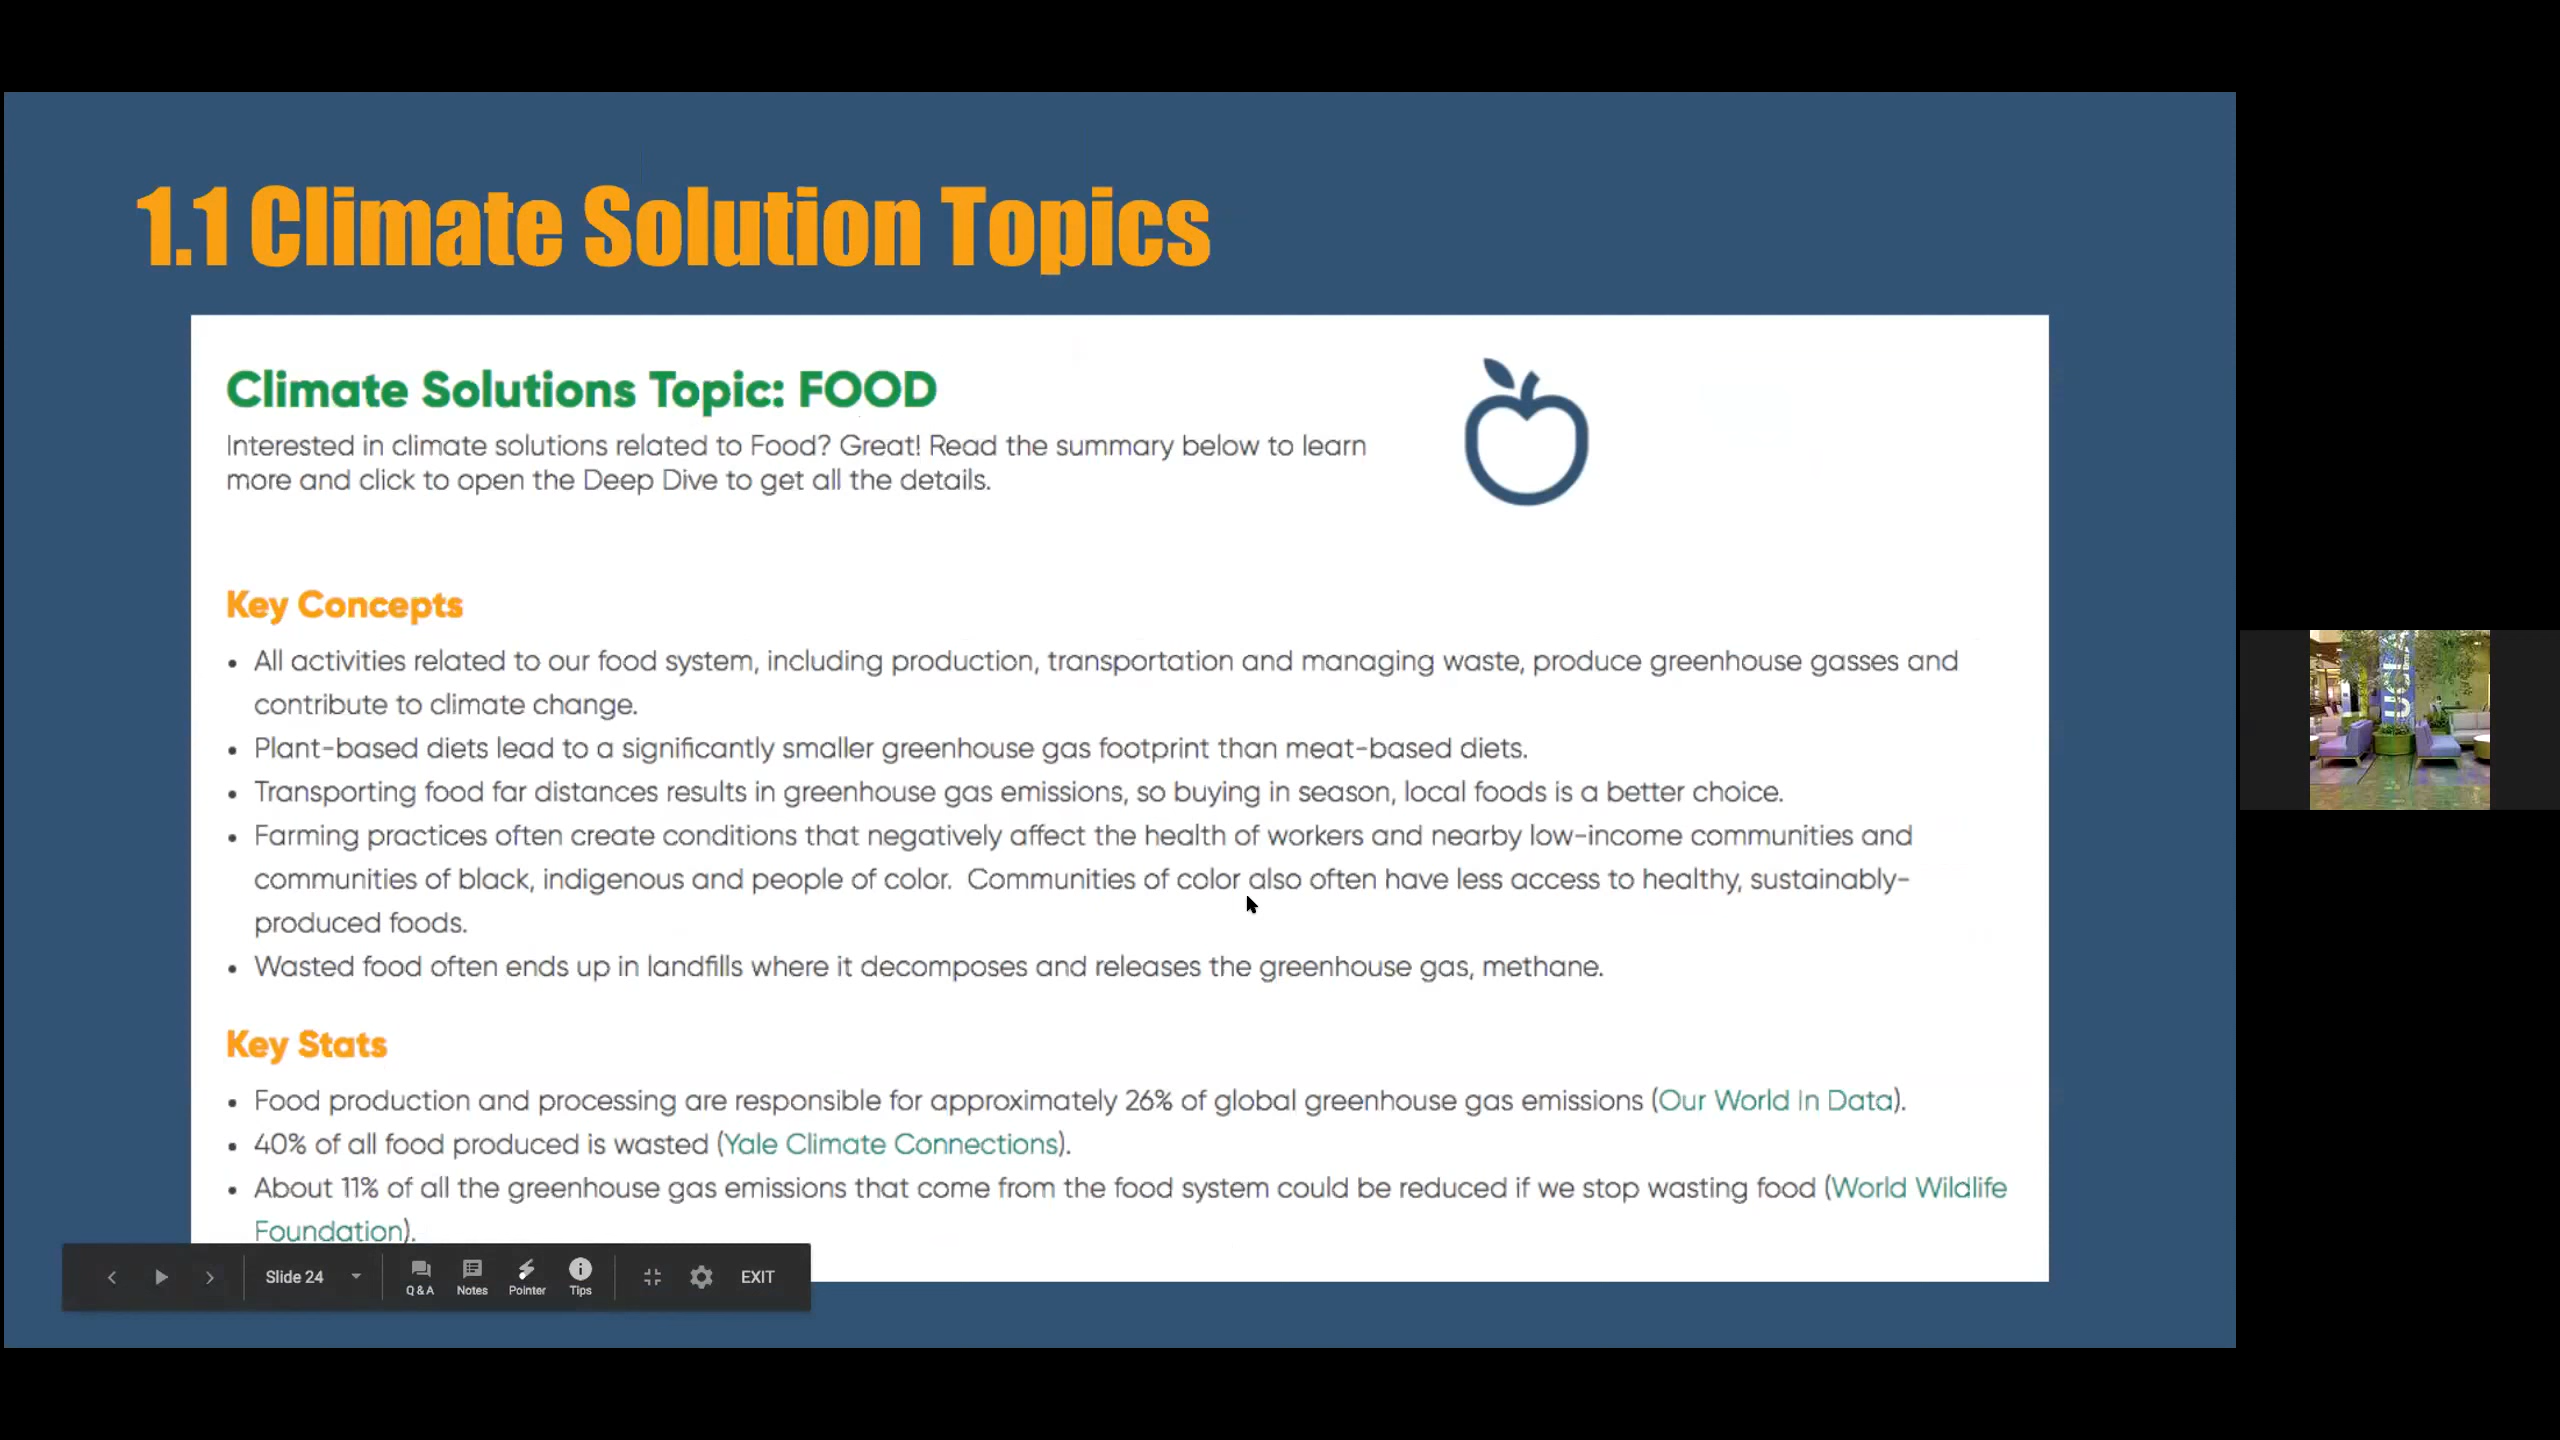 1.1 Climate Solution Topics
Climate Solutions Topic: FOOD
Interested in climate solutions related to Food? Great! Read the summary below to learn
more and click to open the Deep Dive to get all the details.
Key Concepts
• All activities related to our food system, including production, transportation and managing waste, produce greenhouse gasses and
contribute to climate change.
• Plant-based diets lead to a significantly smaller greenhouse gas footprint than meat-based diets.
• Transporting food far distances results in greenhouse gas emissions, so buying in season, local foods is a better choice.
• Farming practices often create conditions that negatively affect the health of workers and nearby low-income communities and
communities of black, indigenous and people of color.  Communities of color also often have less access to healthy, sustainably-
produced foods.
• Wasted food often ends up in landfills where it decomposes and releases the greenhouse gas, methane.
Key Stats
• Food production and processing are responsible for approximately 26% of global greenhouse gas emissions (Our World In Data).
• 40% of all food produced is wasted (Yale Climate Connections).
• About 11% of all the greenhouse gas emissions that come from the food system could be reduced if we stop wasting food (World Wildlife
Foundation).
Slide 24
Q & A
Notes
Pointer
Tips
EXIT